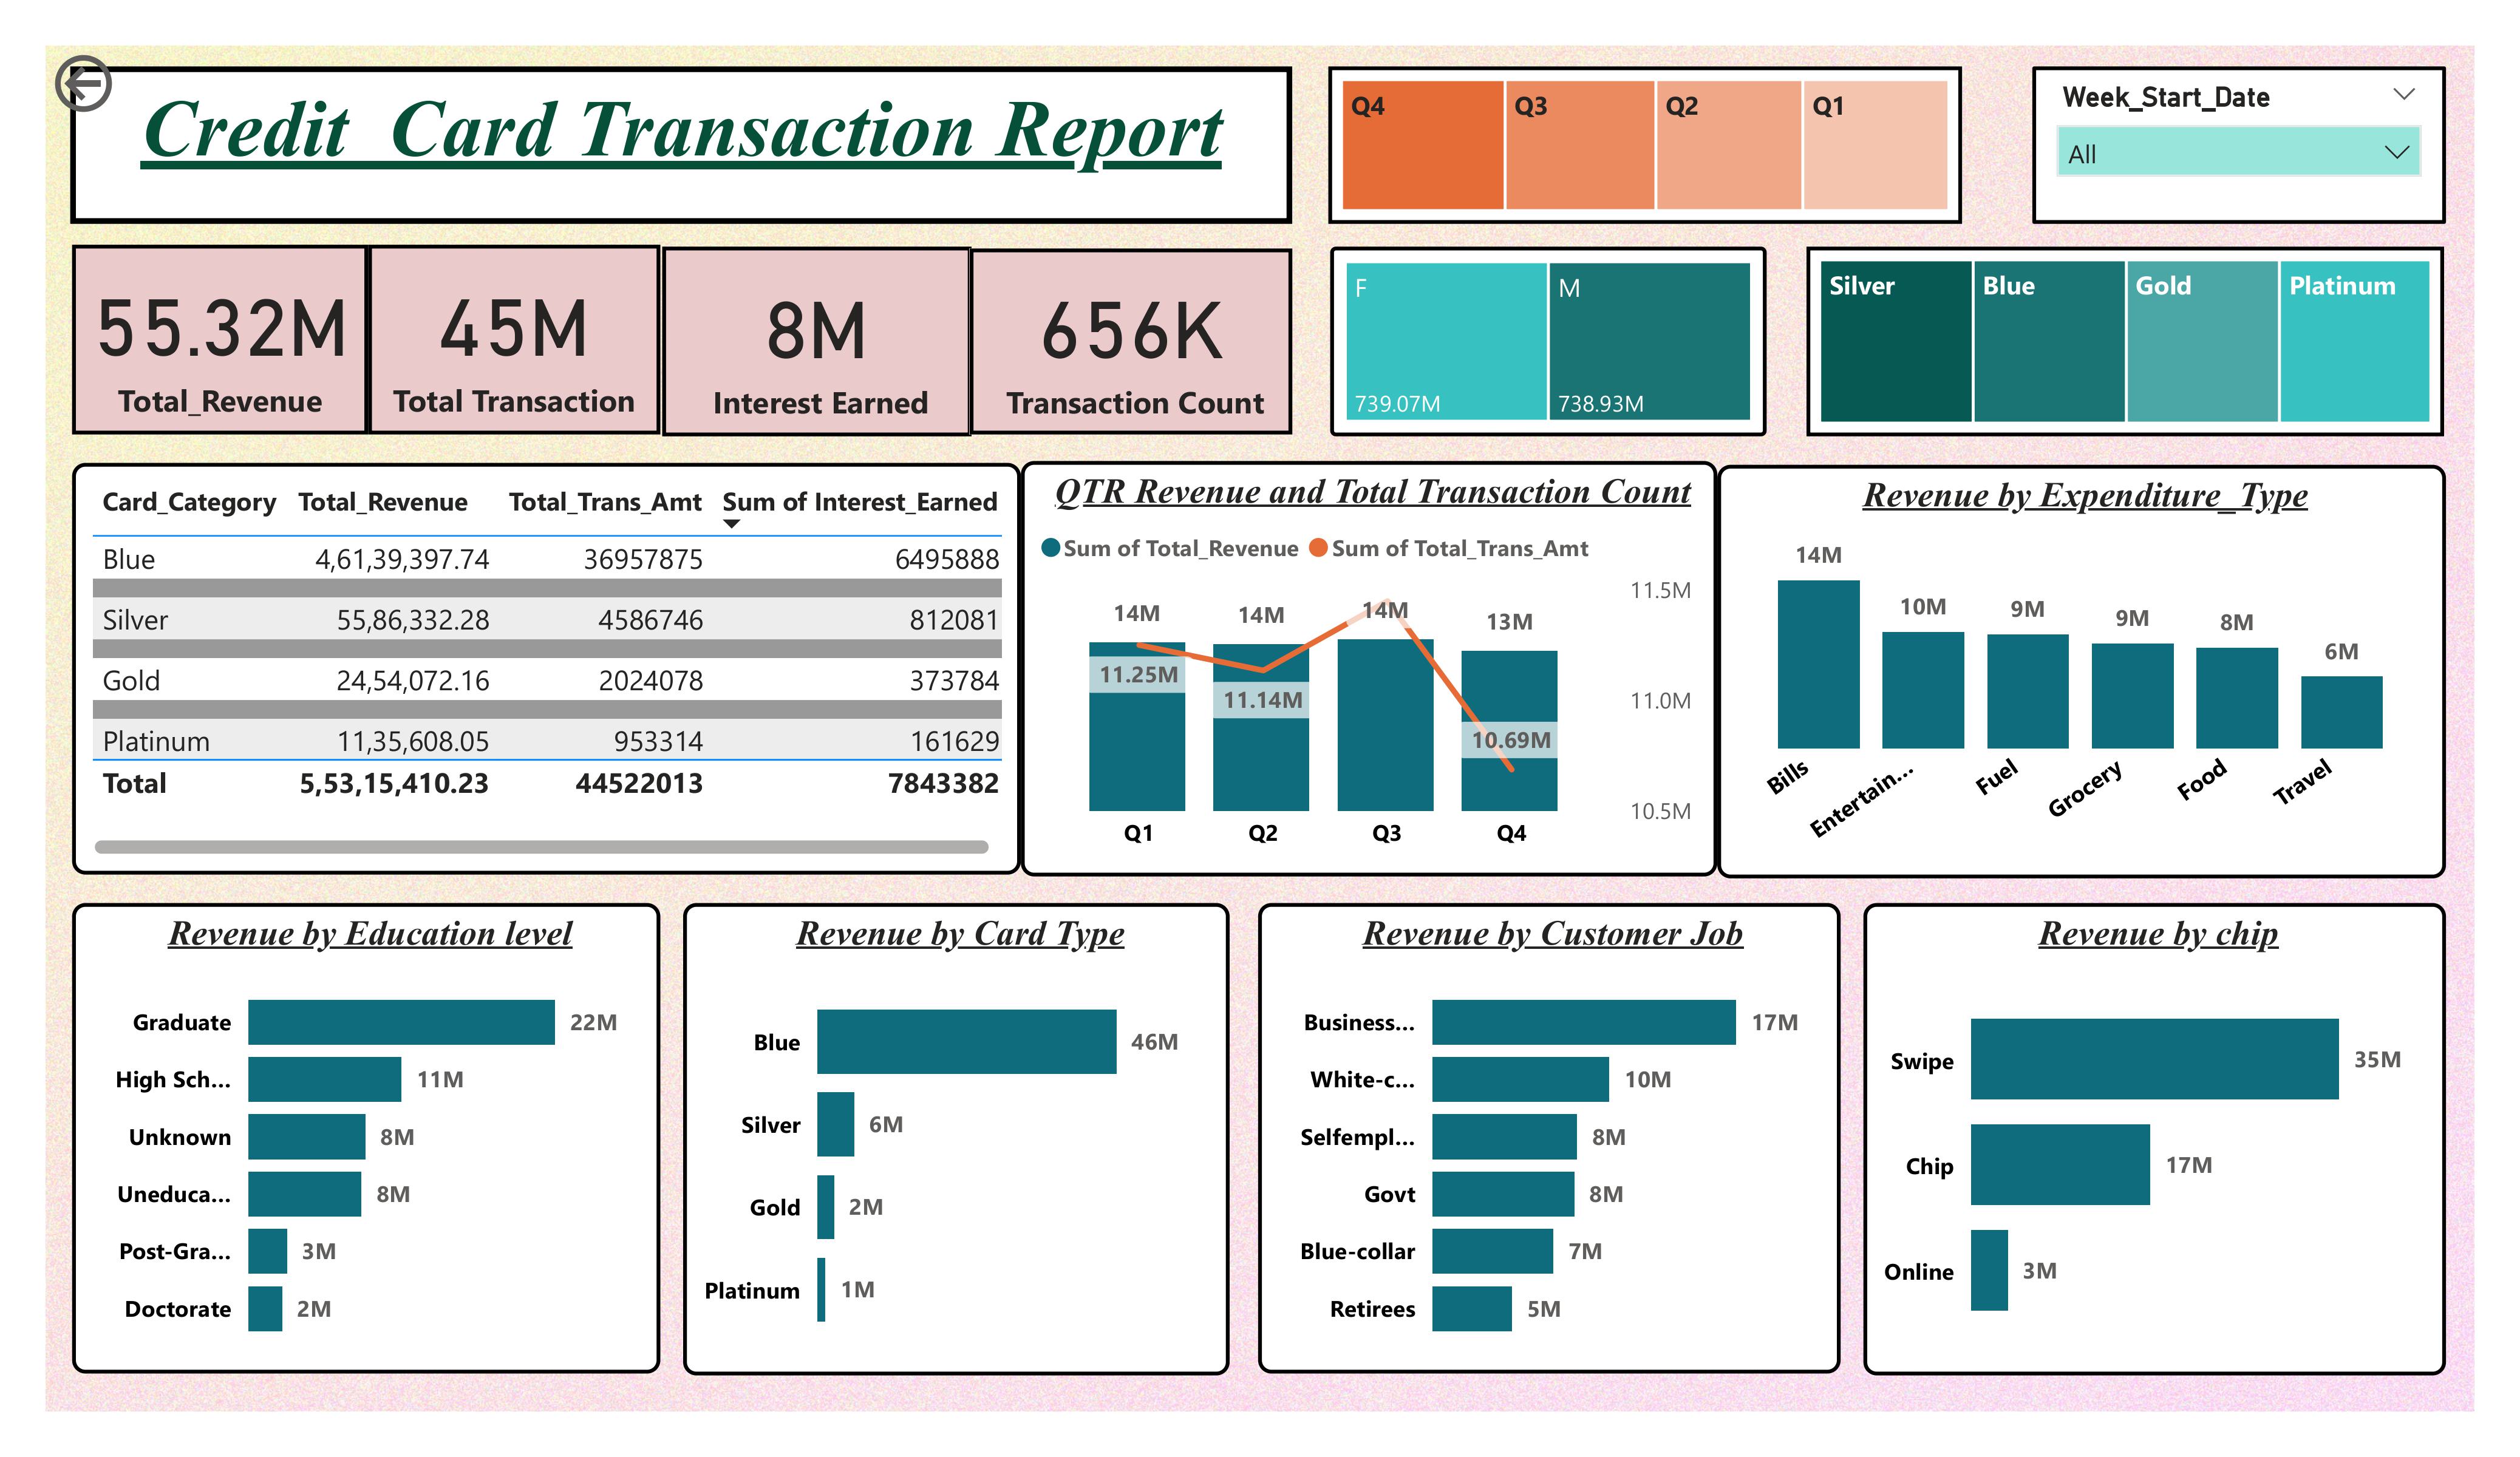 Credit Card Transaction Report
Q4 Q3 Q2 Q1
Week_Start_Date
All
55.32M
Total_Revenue
45M
Total Transaction
8M
Interest Earned
656K
Transaction Count
F M
739.07M 738.93M
Silver Blue Gold Platinum
Card_Category Total_Revenue Total_Trans_Amt Sum of Interest_Earned
Blue 4,61,39,397.74 36957875 6495888
Silver 55,86,332.28 4586746 812081
Gold 24,54,072.16 2024078 373784
Platinum 11,35,608.05 953314 161629
Total 5,53,15,410.23 44522013 7843382
QTR Revenue and Total Transaction Count
Sum of Total_Revenue Sum of Total_Trans_Amt
11.5M
14M 14M 14M 13M
11.25M
11.14M
11.0M
10.69M
10.5M
Q1 Q2 Q3 Q4
Revenue by Expenditure_Type
14M
10M 9M 9M 8M 6M
Bills Entertain... Fuel Grocery Food Travel
Revenue by Education level
Graduate 22M
High Sch... 11M
Unknown 8M
Uneduca... 8M
Post-Gra... 3M
Doctorate 2M
Revenue by Card Type
Blue 46M
Silver 6M
Gold 2M
Platinum 1M
Revenue by Customer Job
Business... 17M
White-c... 10M
Selfempl... 8M
Govt 8M
Blue-collar 7M
Retirees 5M
Revenue by chip
Swipe 35M
Chip 17M
Online 3M